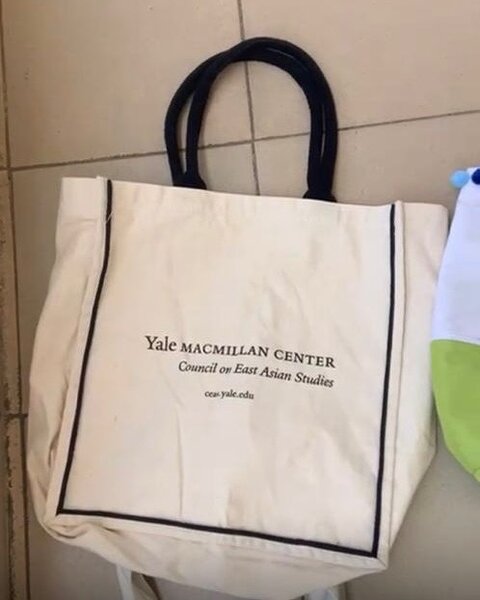 Yale MACMILLAN CENTER
Council on East Asian Studies
ceas.yale.edu